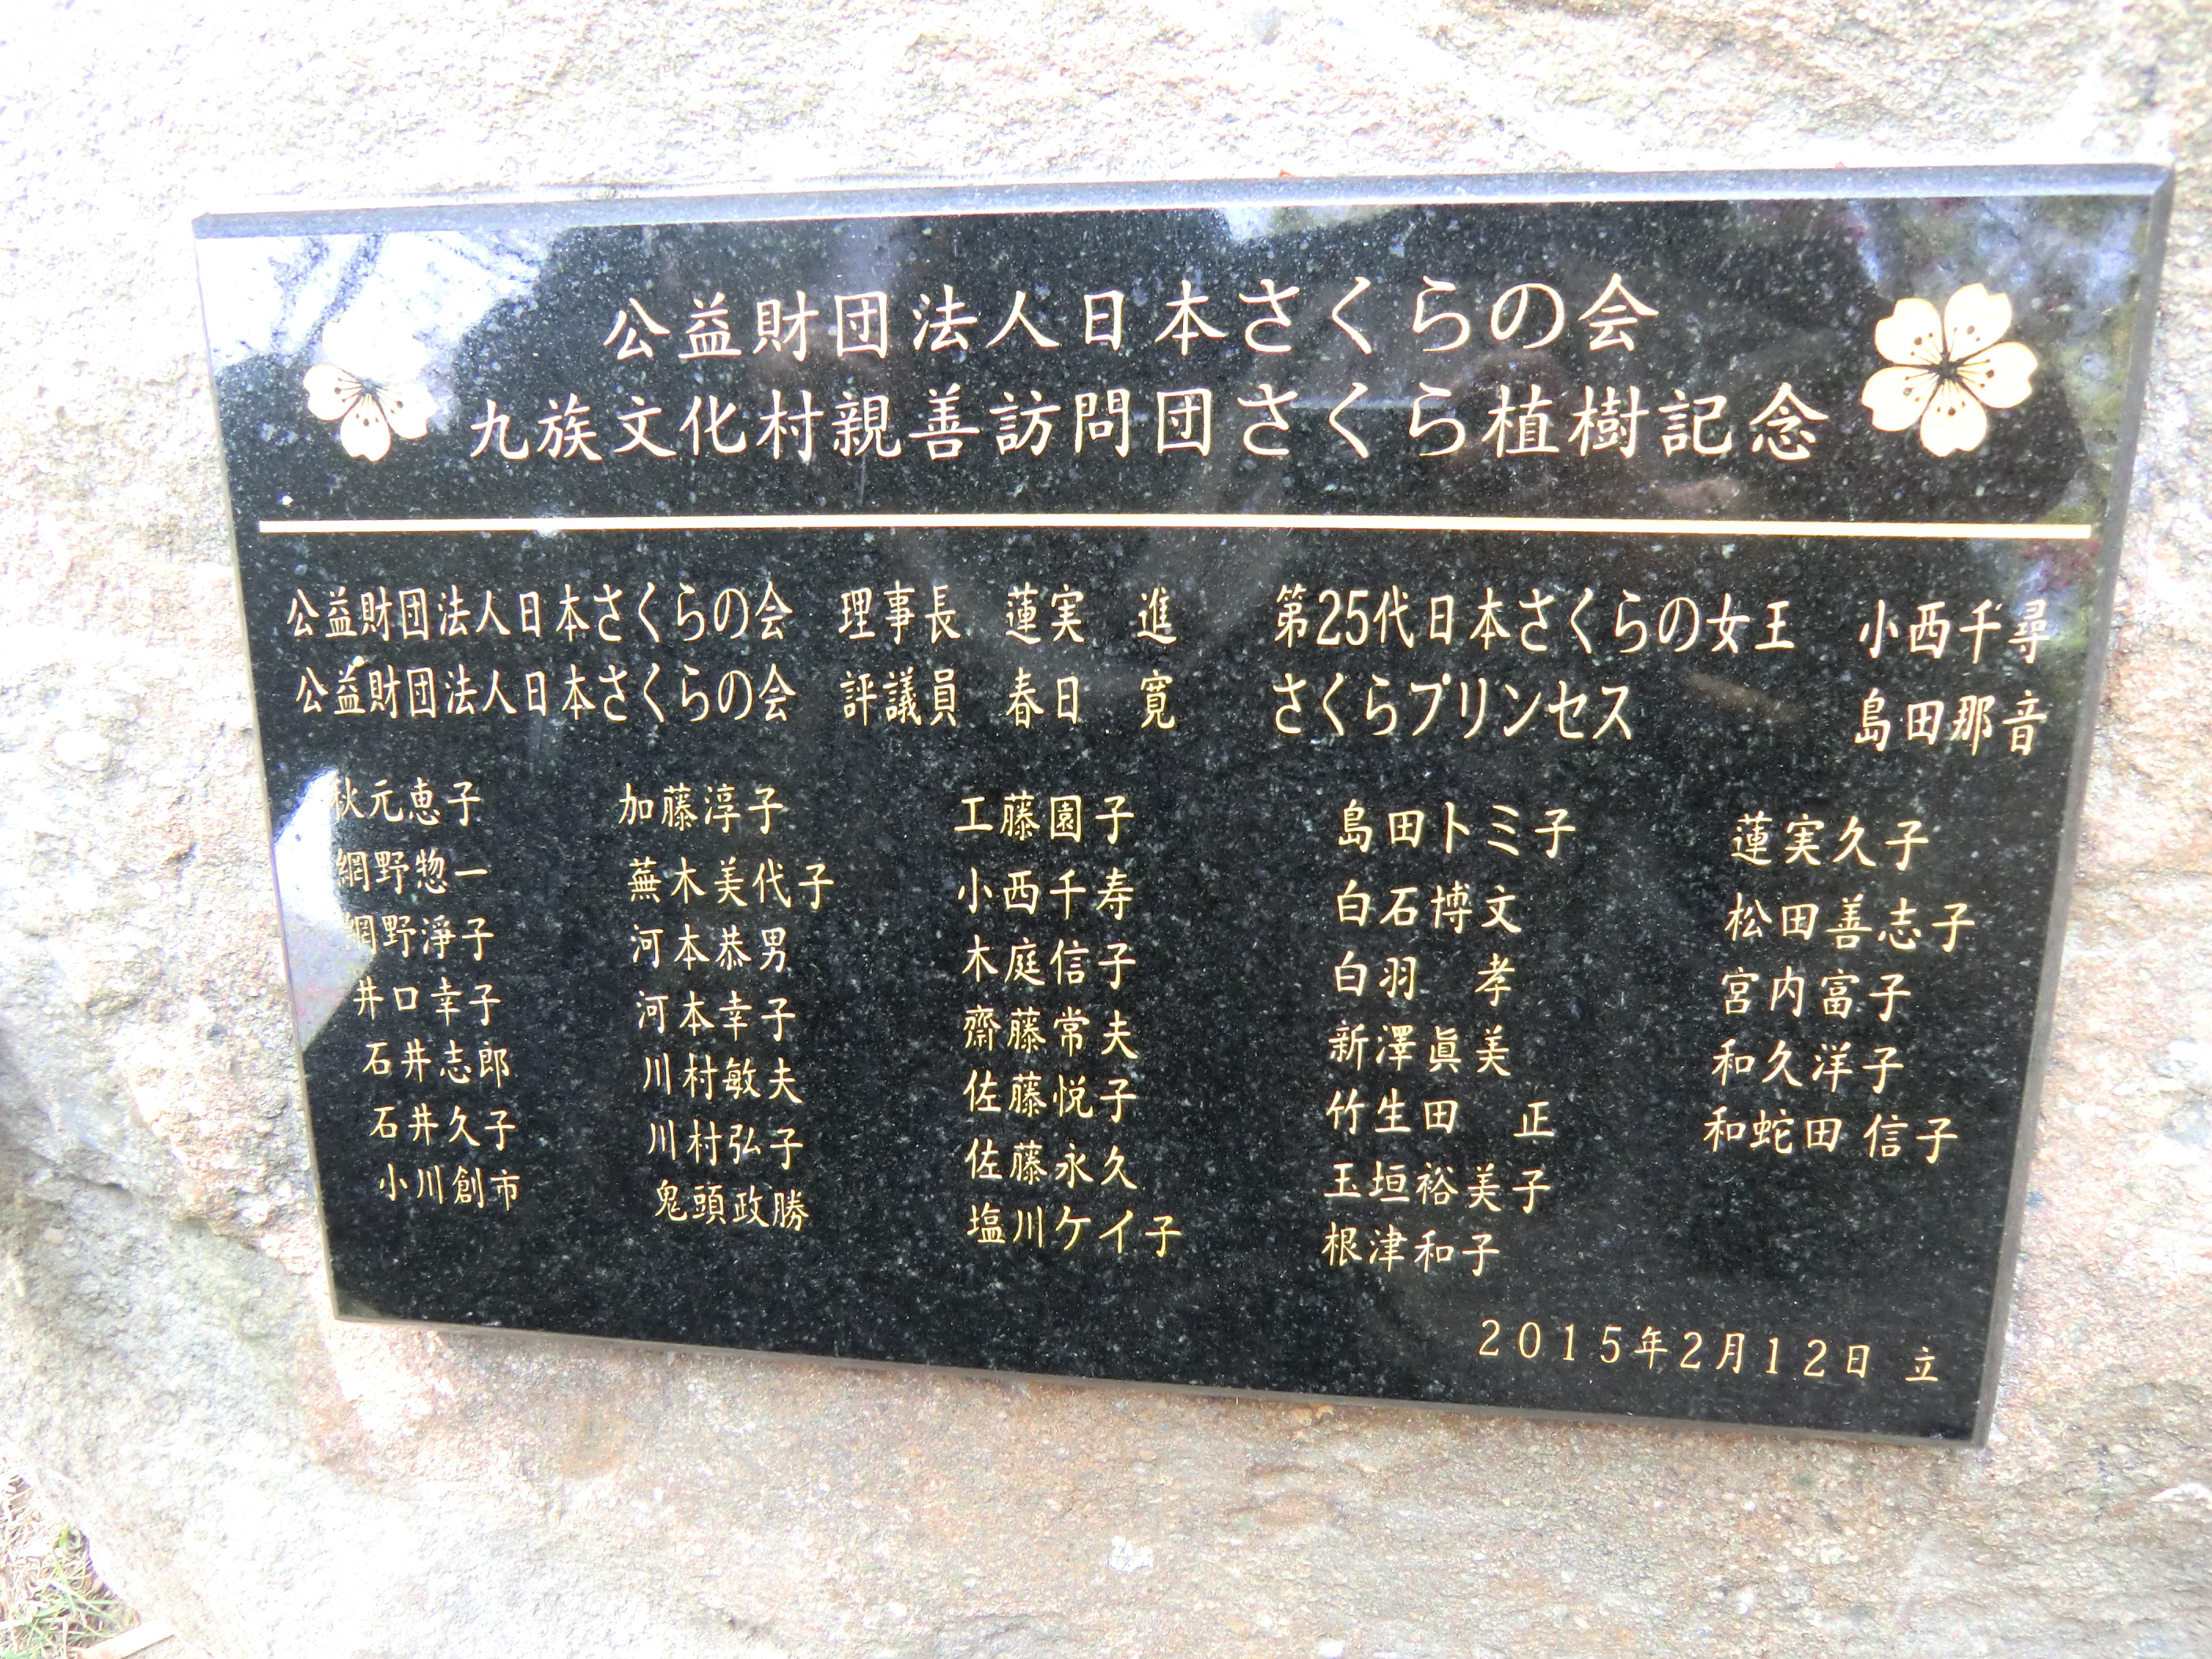 公益財団法人日本さくらの会
九族文化村親善訪問団さくら植樹記念
公益財団法人日本さくらの会 理事長 蓮実 進 第25代日本さくらの女王 小西千尋
公益財団法人日本さくらの会 評議員 春日 寛 さくらプリンセス 島田那音
秋元恵子 加藤淳子 工藤園子 島田トミ子 蓮実久子
網野惣一 蕪木美代子 小西千寿 白石博文 松田善志子
網野淨子 河本恭男 木庭信子 白羽 孝 宮内富子
井口幸子 河本幸子 齋藤常夫 新澤眞美 和久洋子
石井志郎 川村敏夫 佐藤悦子 竹生田 正 和蛇田信子
石井久子 川村弘子 佐藤永久 玉垣裕美子
小川創市 鬼頭政勝 塩川ケイ子 根津和子
2015年2月12日 立